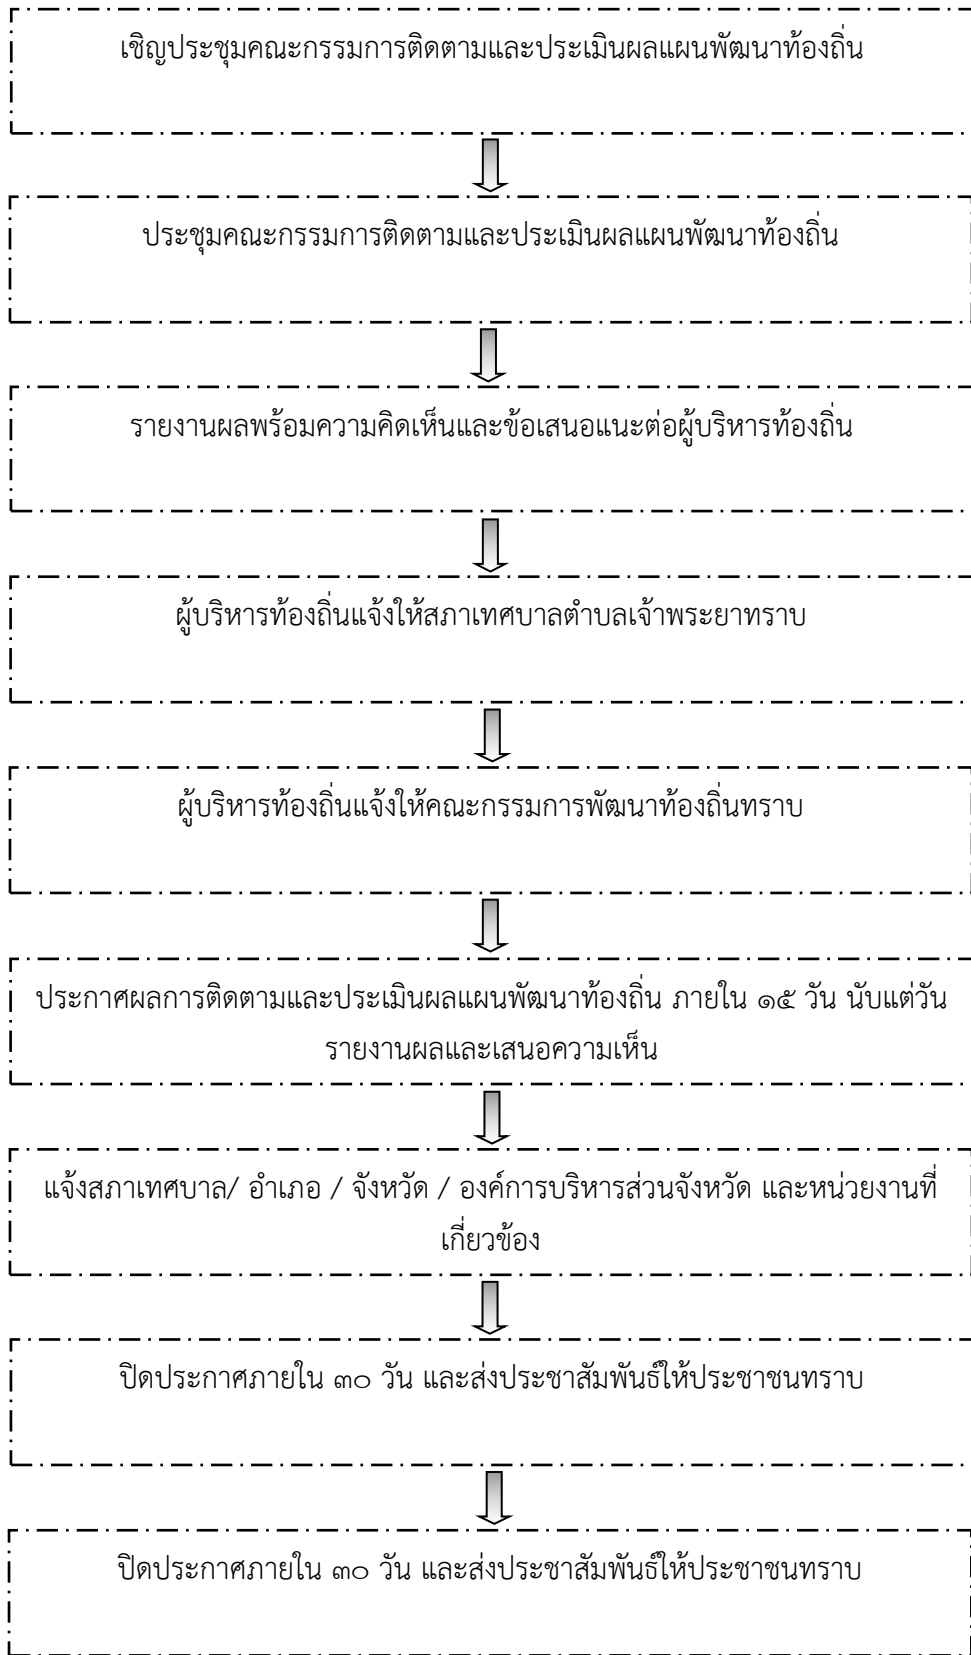 เชิญประชุมคณะกรรมการติดตามและประเมินผลแผนพัฒนาท้องถิ่น
ประชุมคณะกรรมการติดตามและประเมินผลแผนพัฒนาท้องถิ่น
รายงานผลพร้อมความคิดเห็นและข้อเสนอแนะต่อผู้บริหารท้องถิ่น
ผู้บริหารท้องถิ่นแจ้งให้สภาเทศบาลตำบลเจ้าพระยาทราบ
ผู้บริหารท้องถิ่นแจ้งให้คณะกรรมการพัฒนาท้องถิ่นทราบ
ประกาศผลการติดตามและประเมินผลแผนพัฒนาท้องถิ่น ภายใน ๑๕ วัน นับแต่วัน
รายงานผลและเสนอความเห็น
แจ้งสภาเทศบาล/ อำเภอ / จังหวัด / องค์การบริหารส่วนจังหวัด และหน่วยงานที่
เกี่ยวข้อง
ปิดประกาศภายใน ๓๐ วัน และส่งประชาสัมพันธ์ให้ประชาชนทราบ
ปิดประกาศภายใน ๓๐ วัน และส่งประชาสัมพันธ์ให้ประชาชนทราบ